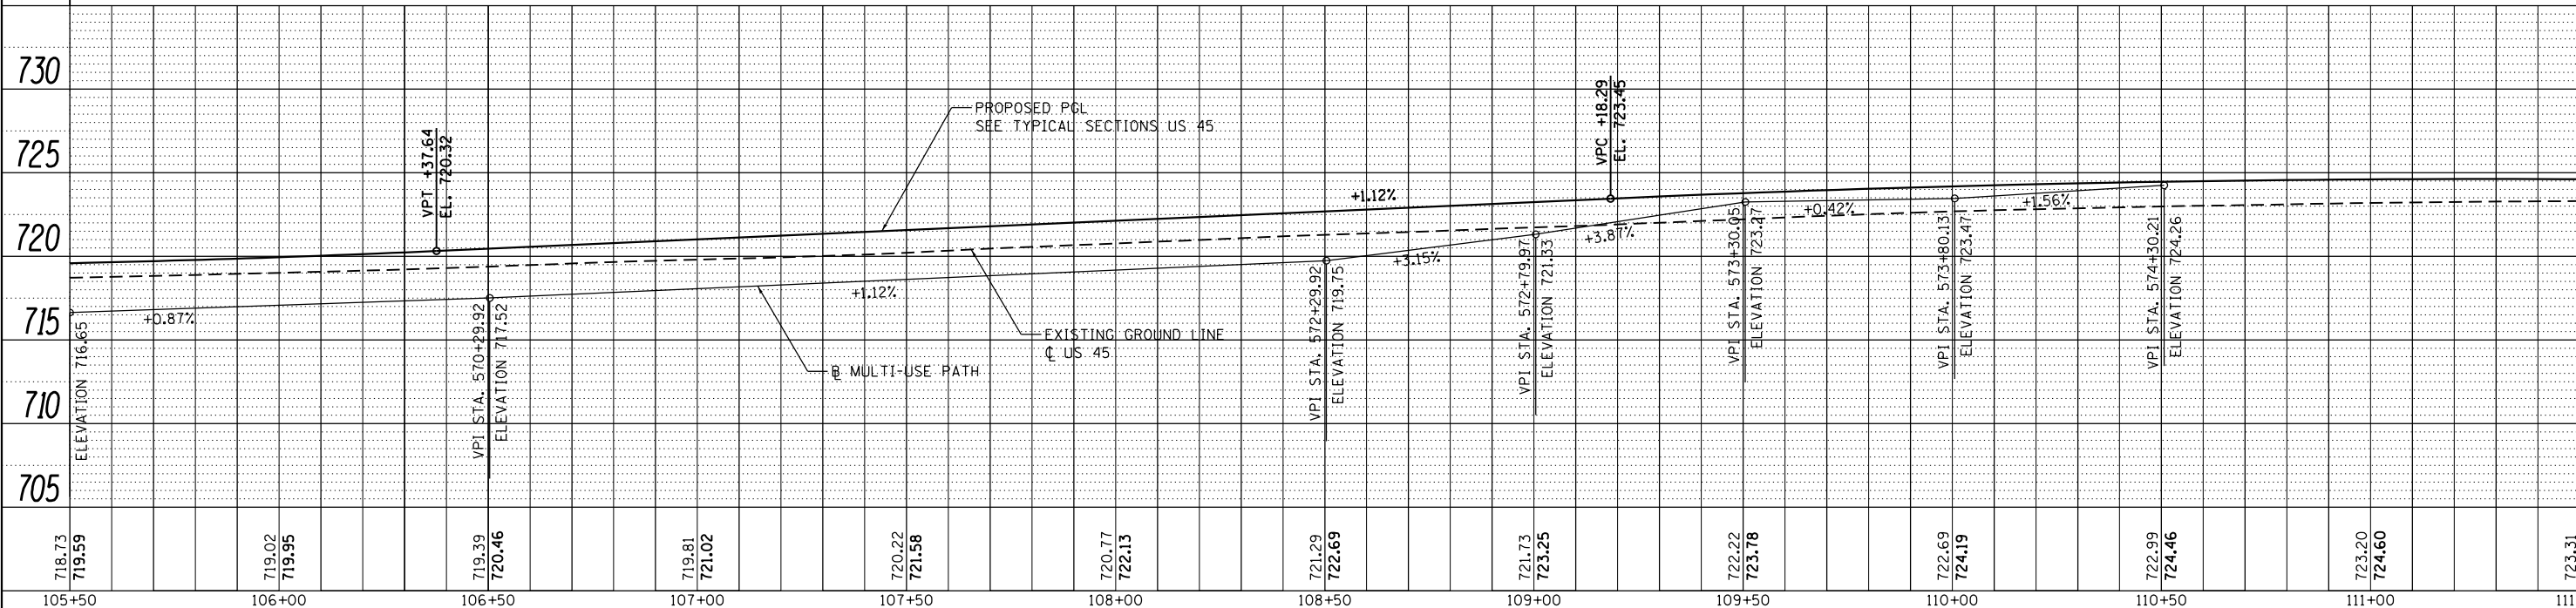 730
725
720
715
710
705
VPT +37.64
EL. 720.32
PROPOSED PGL
SEE TYPICAL SECTIONS US 45
+1.12%
VPC +18.29
EL. 723.45
+0.87%
+1.12%
+3.15%
+3.87%
+0.42%
+1.56%
EXISTING GROUND LINE
℄ US 45
MULTI-USE PATH
ELEVATION 716.65
VPI STA. 570+29.92
ELEVATION 717.52
VPI STA. 572+29.92
ELEVATION 719.75
VPI STA. 572+79.97
ELEVATION 721.33
VPI STA. 573+30.05
ELEVATION 723.27
VPI STA. 573+80.13
ELEVATION 723.47
VPI STA. 574+30.21
ELEVATION 724.26
718.73
719.59
719.02
719.95
719.39
720.46
719.81
721.02
720.22
721.58
720.77
722.13
721.29
722.69
721.73
723.25
722.22
723.78
722.69
724.19
722.99
724.46
723.20
724.60
723.31
105+50
106+00
106+50
107+00
107+50
108+00
108+50
109+00
109+50
110+00
110+50
111+00